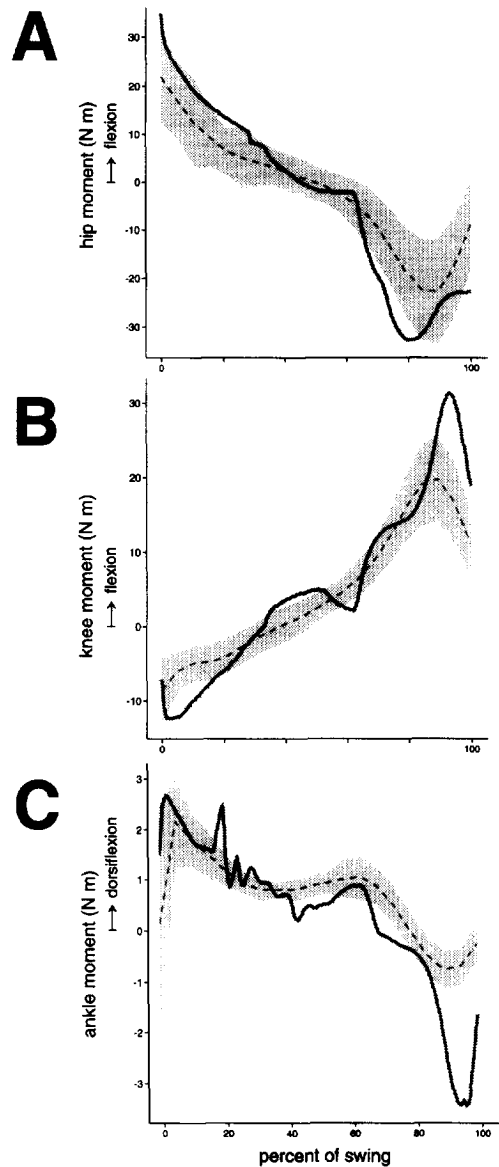 A
hip moment (N m)
⟼ flexion
30
20
10
0
-10
-20
-30
0
100
B
knee moment (N m)
⟼ flexion
30
20
10
0
-10
0
100
C
ankle moment (N m)
⟼ dorsiflexion
3
2
1
0
-1
-2
-3
0
20
40
60
80
100
percent of swing